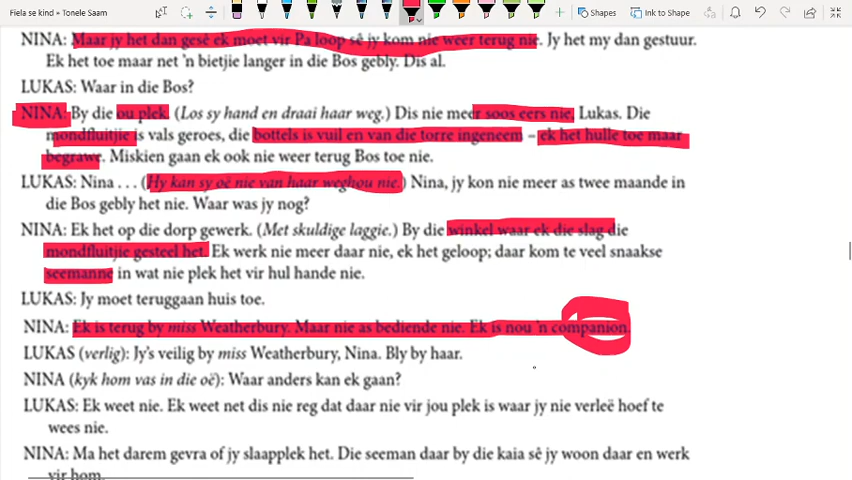 Fiela se kind • Tonele Saam
Shapes
Ink to Shape
NINA: Maar jy het dan gesê ek moet vir Pa loop sê jy kom nie weer terug nie. Jy het my dan gestuur.
Ek het toe maar net 'n bietjie langer in die Bos gebly. Dis al.
LUKAS: Waar in die Bos?
NINA: By die ou plek. (Los sy hand en draai haar weg.) Dis nie meer soos eers nie, Lukas. Die
mondfluitjie is vals geroes, die bottels is vuil en van die torre ingeneem – ek het hulle toe maar
begrawe. Miskien gaan ek ook nie weer terug Bos toe nie.
LUKAS: Nina . . . (Hy kan sy oë nie van haar weghou nie.) Nina, jy kon nie meer as twee maande in
die Bos gebly het nie. Waar was jy nog?
NINA: Ek het op die dorp gewerk. (Met skuldige laggie.) By die winkel waar ek die slag die
mondfluitjie gesteel het. Ek werk nie meer daar nie, ek het geloop; daar kom te veel snaakse
seemanne in wat nie plek het vir hul hande nie.
LUKAS: Jy moet teruggaan huis toe.
NINA: Ek is terug by miss Weatherbury. Maar nie as bediende nie. Ek is nou 'n companion.
LUKAS (verlig): Jy's veilig by miss Weatherbury, Nina. Bly by haar.
NINA (kyk hom vas in die oë): Waar anders kan ek gaan?
LUKAS: Ek weet nie. Ek weet net dis nie reg dat daar nie vir jou plek is waar jy nie verleë hoef te
wees nie.
NINA: Ma het darem gevra of jy slaapplek het. Die seeman daar by die kaia sê jy woon daar en werk
vir hom.